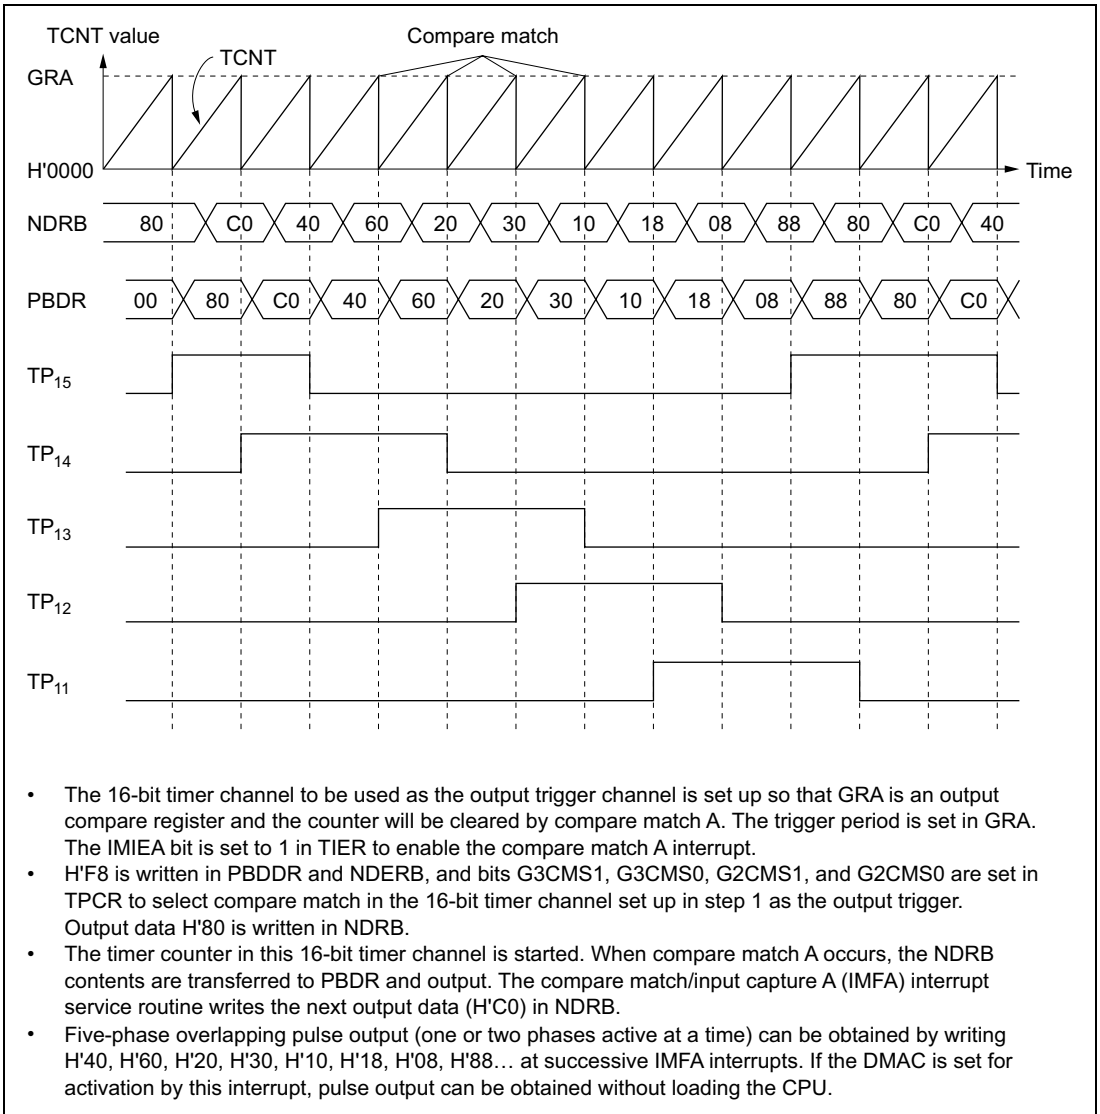 TCNT value
Compare match
TCNT
GRA
H'0000
Time
NDRB 80 C0 40 60 20 30 10 18 08 88 80 C0 40
PBDR 00 80 C0 40 60 20 30 10 18 08 88 80 C0
TP15
TP14
TP13
TP12
TP11
• The 16-bit timer channel to be used as the output trigger channel is set up so that GRA is an output
compare register and the counter will be cleared by compare match A. The trigger period is set in GRA.
The IMIEA bit is set to 1 in TIER to enable the compare match A interrupt.
• H'F8 is written in PBDDR and NDERB, and bits G3CMS1, G3CMS0, G2CMS1, and G2CMS0 are set in
TPCR to select compare match in the 16-bit timer channel set up in step 1 as the output trigger.
Output data H'80 is written in NDRB.
• The timer counter in this 16-bit timer channel is started. When compare match A occurs, the NDRB
contents are transferred to PBDR and output. The compare match/input capture A (IMFA) interrupt
service routine writes the next output data (H'C0) in NDRB.
• Five-phase overlapping pulse output (one or two phases active at a time) can be obtained by writing
H'40, H'60, H'20, H'30, H'10, H'18, H'08, H'88… at successive IMFA interrupts. If the DMAC is set for
activation by this interrupt, pulse output can be obtained without loading the CPU.